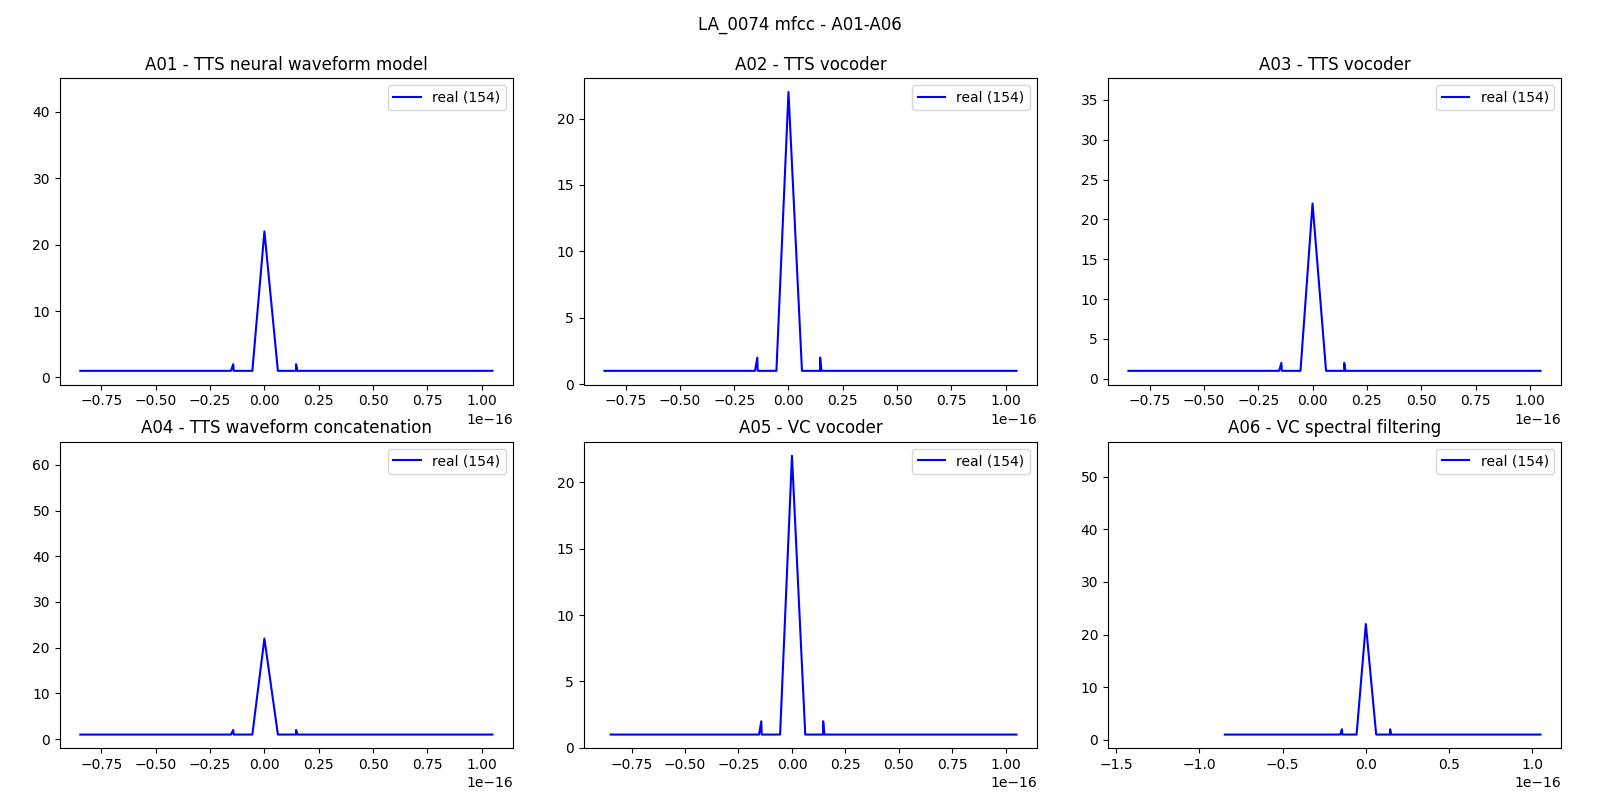 LA_0074 mfcc - A01-A06
A01 - TTS neural waveform model
real (154)
40
30
20
10
0
−0.75 −0.50 −0.25 0.00 0.25 0.50 0.75 1.00
1e−16
A02 - TTS vocoder
real (154)
20
15
10
5
0
−0.75 −0.50 −0.25 0.00 0.25 0.50 0.75 1.00
1e−16
A03 - TTS vocoder
real (154)
35
30
25
20
15
10
5
0
−0.75 −0.50 −0.25 0.00 0.25 0.50 0.75 1.00
1e−16
A04 - TTS waveform concatenation
real (154)
60
50
40
30
20
10
0
−0.75 −0.50 −0.25 0.00 0.25 0.50 0.75 1.00
1e−16
A05 - VC vocoder
real (154)
20
15
10
5
0
−0.75 −0.50 −0.25 0.00 0.25 0.50 0.75 1.00
1e−16
A06 - VC spectral filtering
real (154)
50
40
30
20
10
0
−1.5 −1.0 −0.5 0.0 0.5 1.0
1e−16